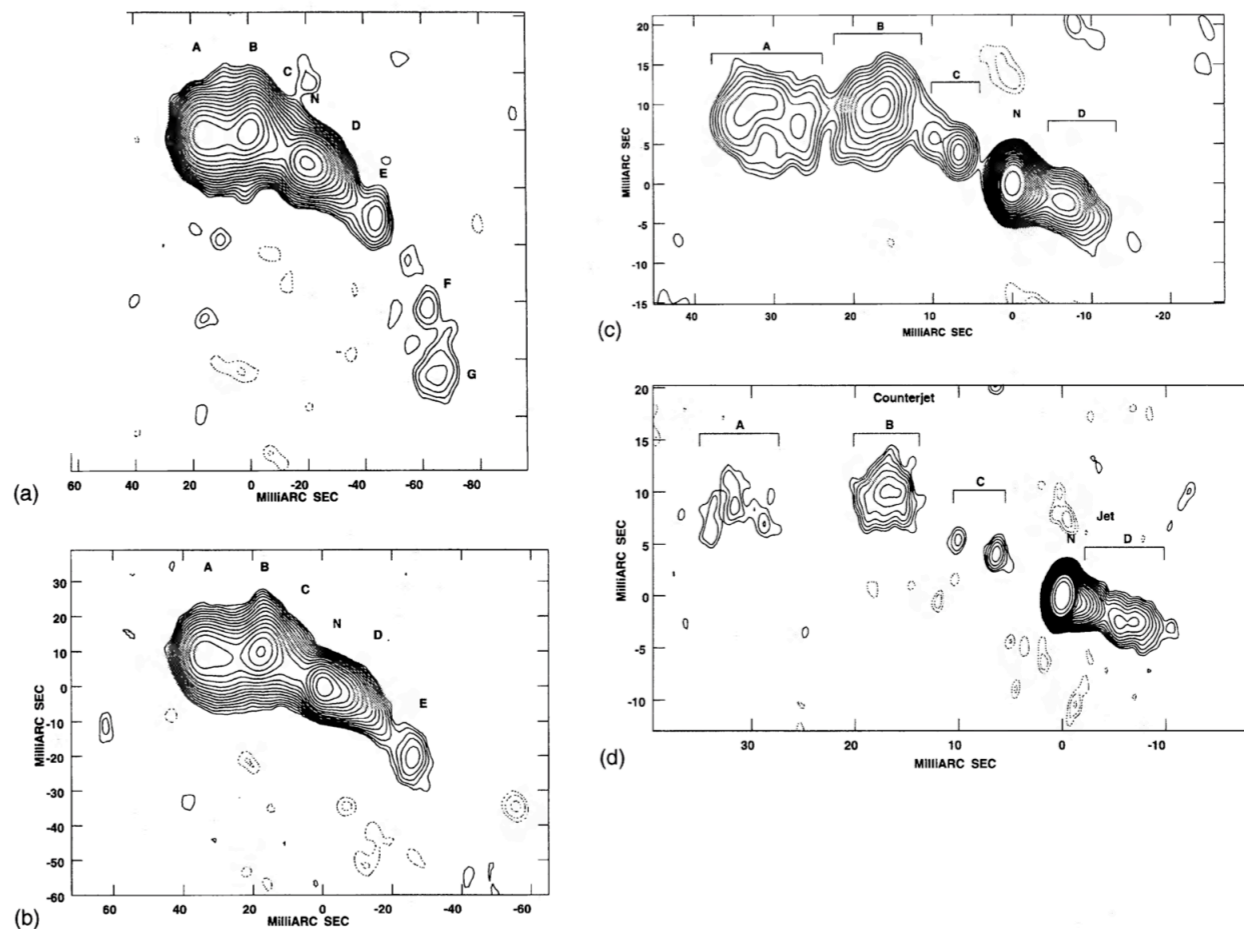 A B
C
N
D
E
F
G
60 40 20 0 -20 -40 -60 -80
MilliARC SEC
(a)
A B
C
N
D
E
30
20
10
0
-10
-20
-30
-40
-50
-60
MilliARC SEC
60 40 20 0 -20 -40 -60
MilliARC SEC
(b)
A
B
C
N
D
20
15
10
5
0
-5
-10
-15
MilliARC SEC
40 30 20 10 0 -10 -20
MilliARC SEC
(c)
Counterjet
A
B
C
Jet
N
D
20
15
10
5
0
-5
-10
MilliARC SEC
30 20 10 0 -10
MilliARC SEC
(d)